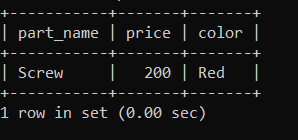 +-----------+-------+-------+
| part_name | price | color |
+-----------+-------+-------+
| Screw     |   200 | Red   |
+-----------+-------+-------+
1 row in set (0.00 sec)